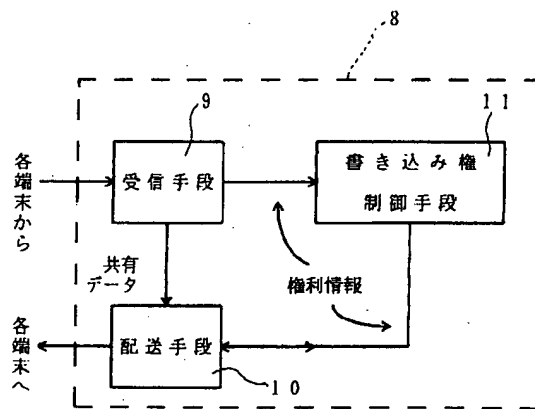 8
9
11
各端末から
受信手段
書き込み権
制御手段
共有
データ
権利情報
各端末へ
配送手段
10